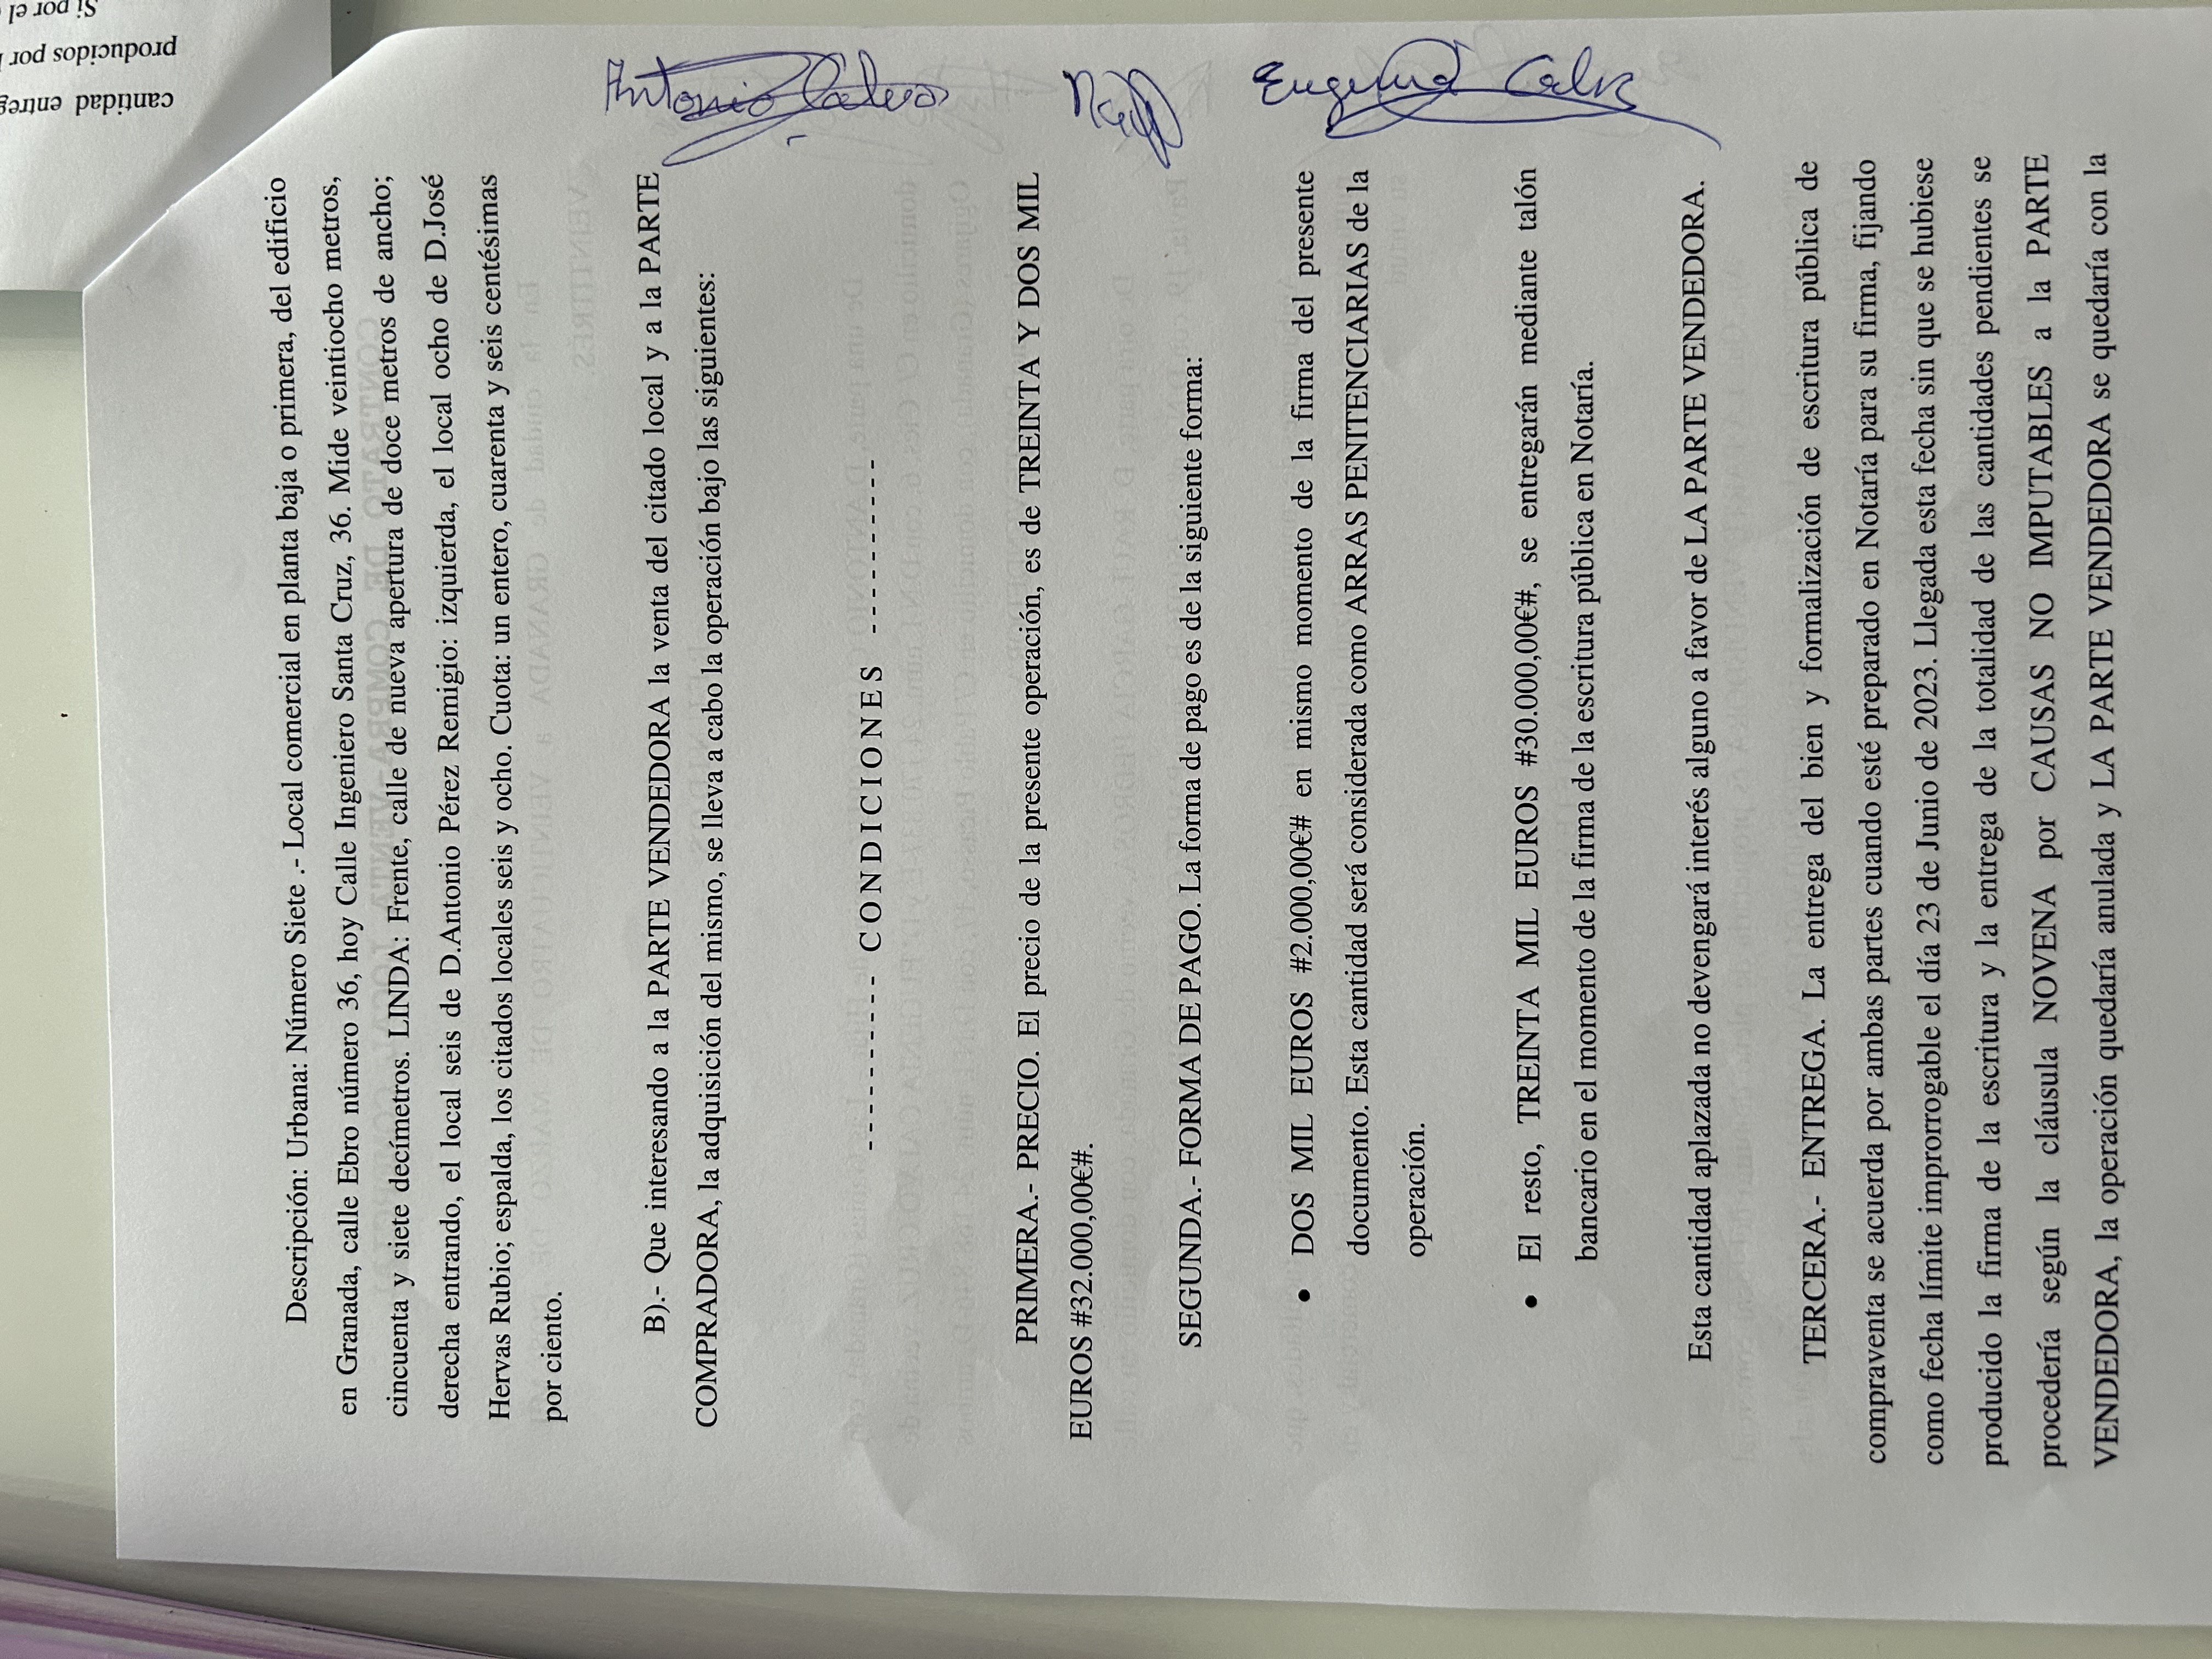 cantidad entreg
producidos por l
Si por el
Descripción: Urbana: Número Siete .- Local comercial en planta baja o primera, del edificio
en Granada, calle Ebro número 36, hoy Calle Ingeniero Santa Cruz, 36. Mide veintiocho metros,
cincuenta y siete decímetros. LINDA: Frente, calle de nueva apertura de doce metros de ancho;
derecha entrando, el local seis de D.Antonio Pérez Remigio: izquierda, el local ocho de D.José
Hervas Rubio; espalda, los citados locales seis y ocho. Cuota: un entero, cuarenta y seis centésimas
por ciento.
B).- Que interesando a la PARTE VENDEDORA la venta del citado local y a la PARTE
COMPRADORA, la adquisición del mismo, se lleva a cabo la operación bajo las siguientes:
---------- CONDICIONES ----------
PRIMERA.- PRECIO. El precio de la presente operación, es de TREINTA Y DOS MIL
EUROS #32.000,00€#.
SEGUNDA.- FORMA DE PAGO. La forma de pago es de la siguiente forma:
• DOS MIL EUROS #2.000,00€# en mismo momento de la firma del presente
documento. Esta cantidad será considerada como ARRAS PENITENCIARIAS de la
operación.
• El resto, TREINTA MIL EUROS #30.000,00€#, se entregarán mediante talón
bancario en el momento de la firma de la escritura pública en Notaría.
Esta cantidad aplazada no devengará interés alguno a favor de LA PARTE VENDEDORA.
TERCERA.- ENTREGA. La entrega del bien y formalización de escritura pública de
compraventa se acuerda por ambas partes cuando esté preparado en Notaría para su firma, fijando
como fecha límite improrrogable el día 23 de Junio de 2023. Llegada esta fecha sin que se hubiese
producido la firma de la escritura y la entrega de la totalidad de las cantidades pendientes se
procedería según la cláusula NOVENA por CAUSAS NO IMPUTABLES a la PARTE
VENDEDORA, la operación quedaría anulada y LA PARTE VENDEDORA se quedaría con la
Antonio Calvo
Eugenia Calvo